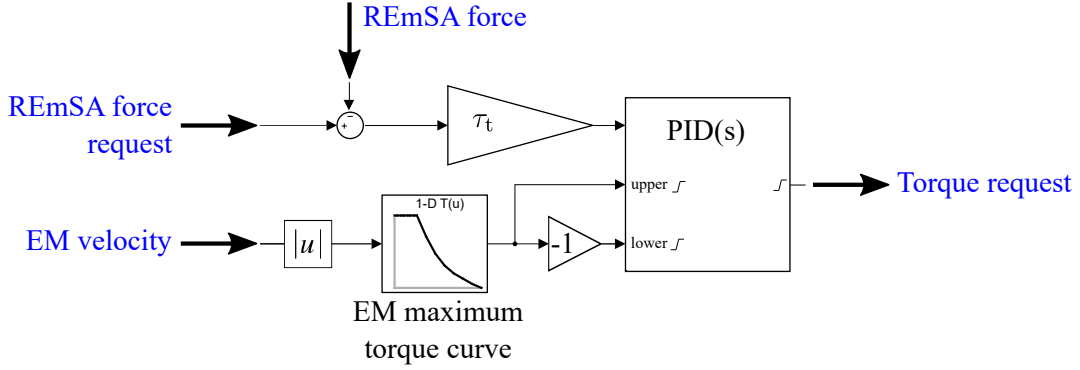 REmSA force
REmSA force
request
+
−
τt
PID(s)
upper
lower
Torque request
EM velocity
|u|
1-D T(u)
-1
EM maximum
torque curve